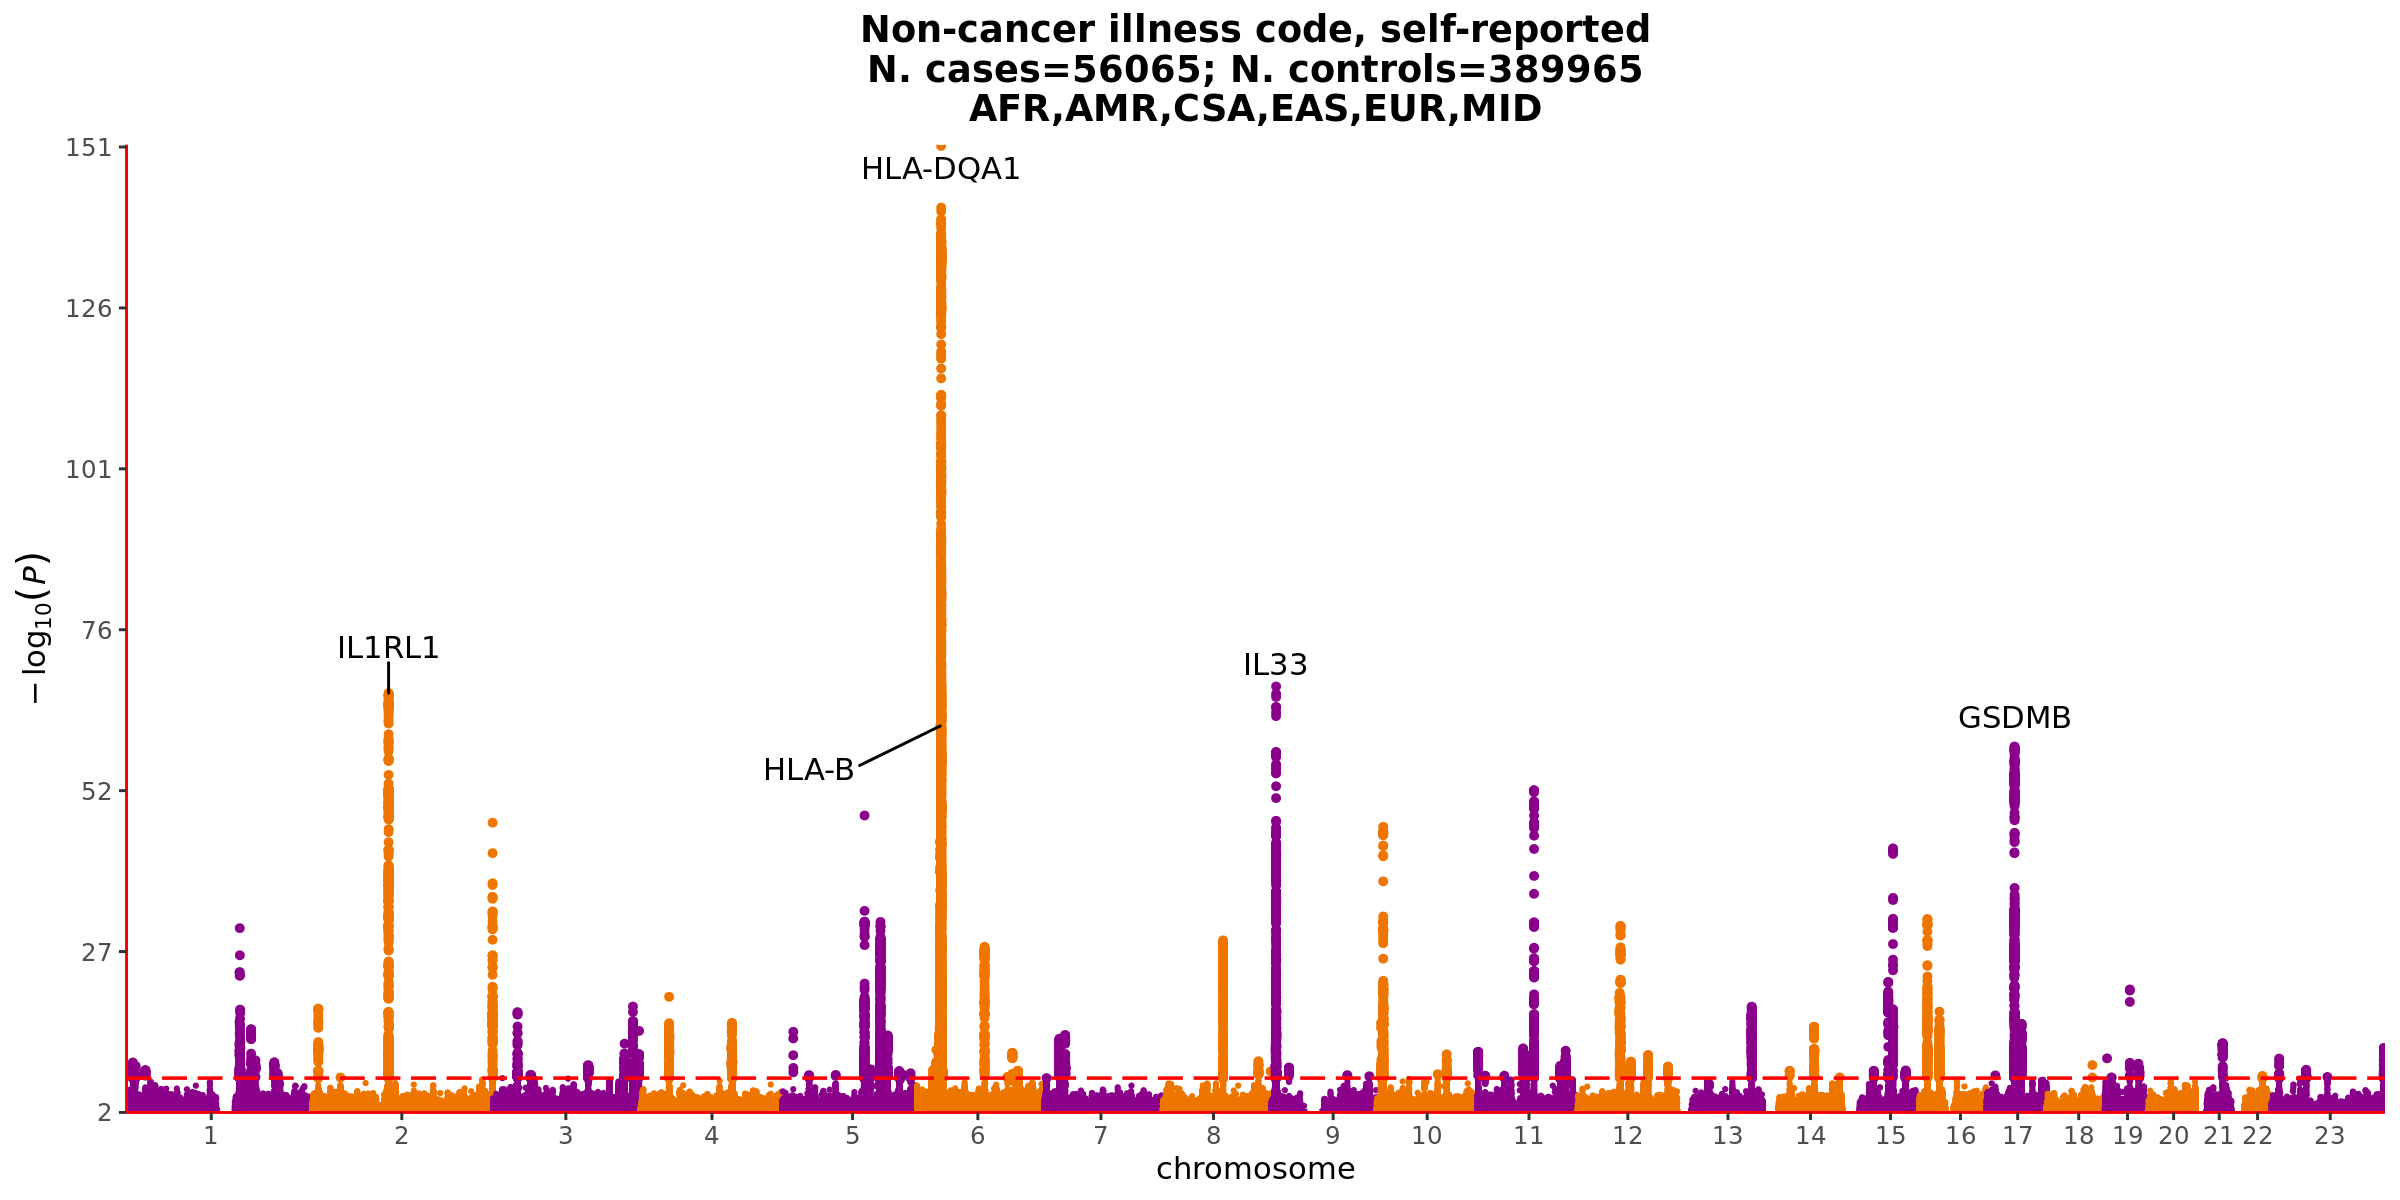 Non-cancer illness code, self-reported
N. cases=56065; N. controls=389965
AFR,AMR,CSA,EAS,EUR,MID
151
HLA-DQA1
126
101
−log10(P)
76
IL1RL1
IL33
GSDMB
HLA-B
52
27
2
1 2 3 4 5 6 7 8 9 10 11 12 13 14 15 16 17 18 19 20 21 22 23
chromosome